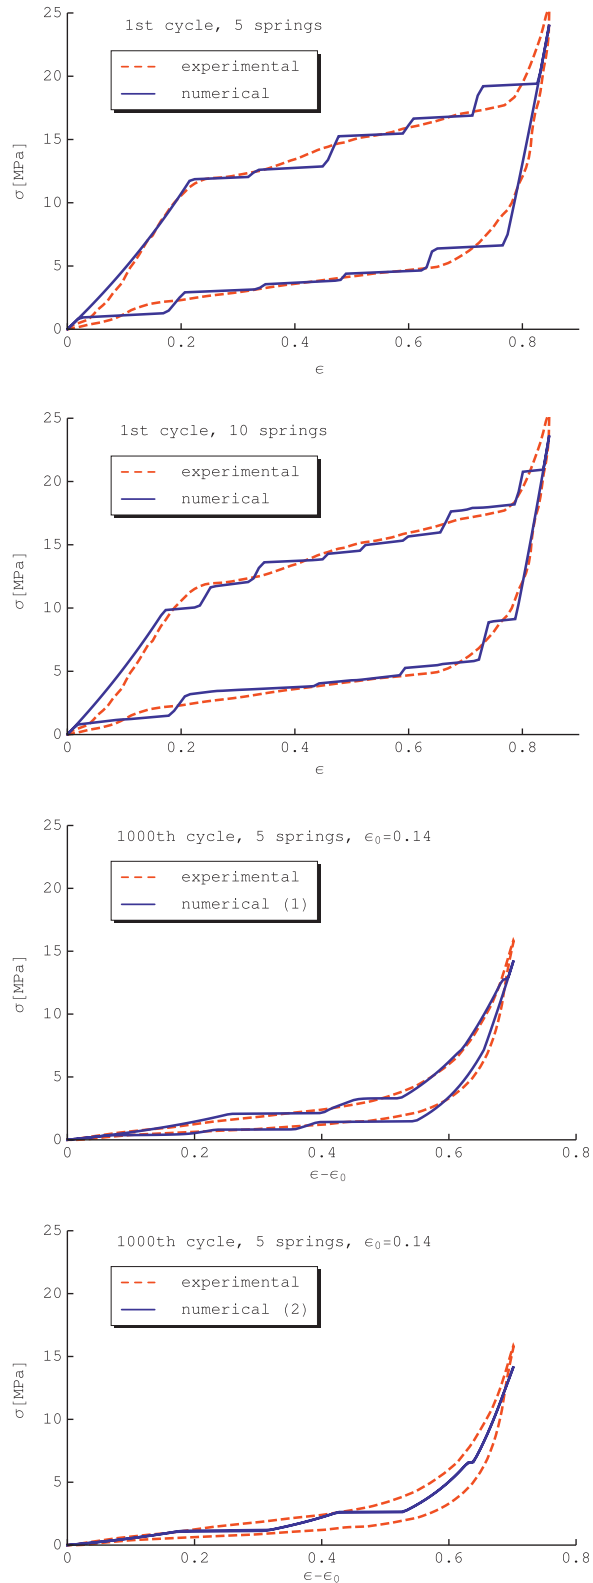 1st cycle, 5 springs
experimental
numerical
σ[MPa]
25
20
15
10
5
0
0 0.2 0.4 0.6 0.8
ϵ
1st cycle, 10 springs
experimental
numerical
σ[MPa]
25
20
15
10
5
0
0 0.2 0.4 0.6 0.8
ϵ
1000th cycle, 5 springs, ϵ₀=0.14
experimental
numerical (1)
σ[MPa]
25
20
15
10
5
0
0 0.2 0.4 0.6 0.8
ϵ−ϵ₀
1000th cycle, 5 springs, ϵ₀=0.14
experimental
numerical (2)
σ[MPa]
25
20
15
10
5
0
0 0.2 0.4 0.6 0.8
ϵ−ϵ₀